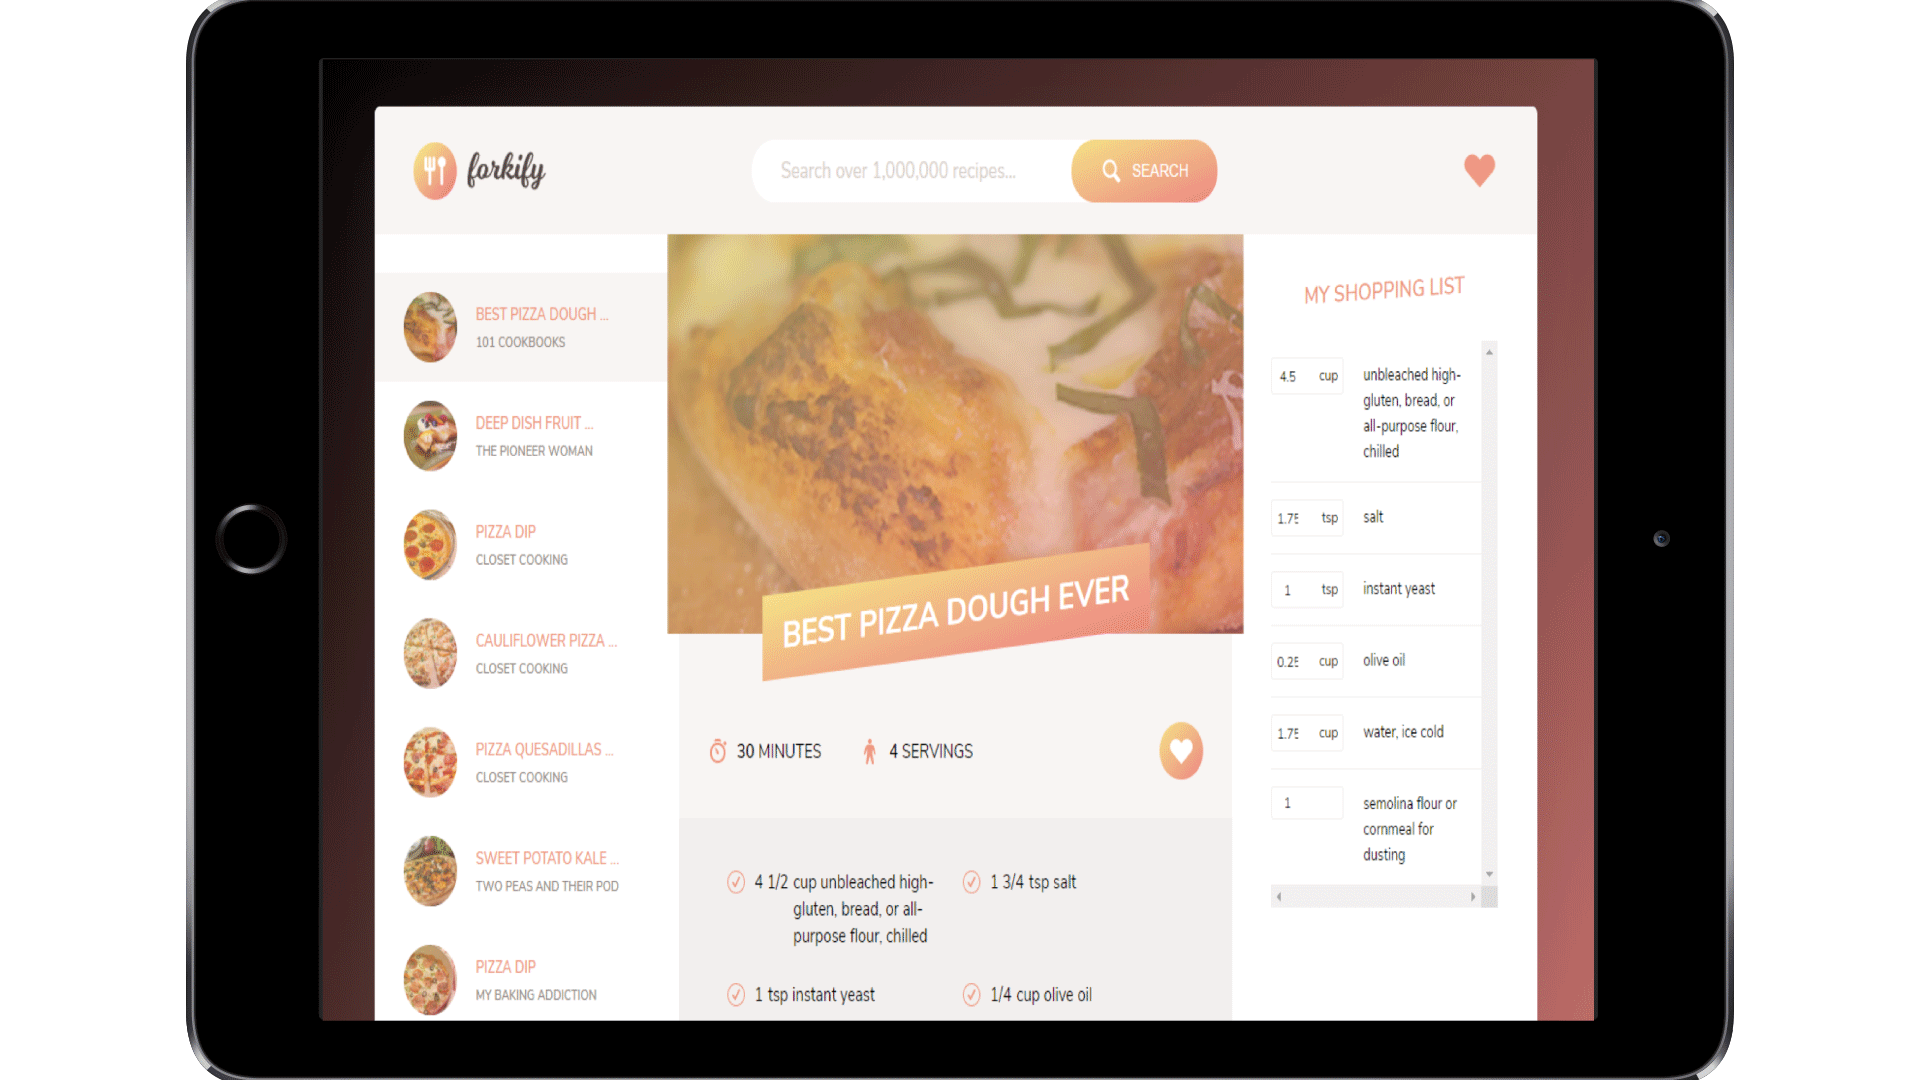 forkify
Search over 1,000,000 recipes...
SEARCH
BEST PIZZA DOUGH ...
101 COOKBOOKS
DEEP DISH FRUIT ...
THE PIONEER WOMAN
PIZZA DIP
CLOSET COOKING
CAULIFLOWER PIZZA ...
CLOSET COOKING
PIZZA QUESADILLAS ...
CLOSET COOKING
SWEET POTATO KALE ...
TWO PEAS AND THEIR POD
PIZZA DIP
MY BAKING ADDICTION
BEST PIZZA DOUGH EVER
30 MINUTES
4 SERVINGS
4 1/2 cup unbleached high-
gluten, bread, or all-
purpose flour, chilled
1 3/4 tsp salt
1 tsp instant yeast
1/4 cup olive oil
MY SHOPPING LIST
4.5 cup unbleached high-
gluten, bread, or
all-purpose flour,
chilled
1.75 tsp salt
1 tsp instant yeast
0.25 cup olive oil
1.75 cup water, ice cold
1 semolina flour or
cornmeal for
dusting